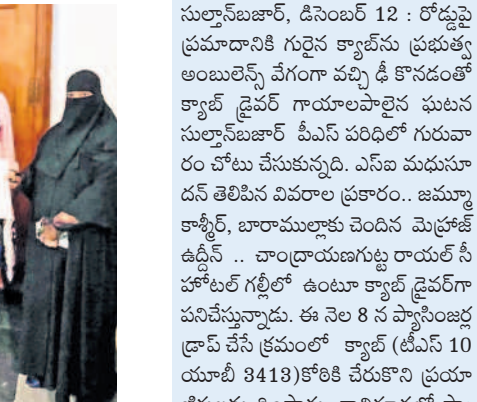 సుల్తాన్‌బజార్, డిసెంబర్ 12 : రోడ్డుపై
ప్రమాదానికి గురైన క్యాబ్‌ను ప్రభుత్వ
అంబులెన్స్ వేగంగా వచ్చి ఢీ కొనడంతో
క్యాబ్ డ్రైవర్ గాయాలపాలైన ఘటన
సుల్తాన్‌బజార్ పీఎస్ పరిధిలో గురువా
రం చోటు చేసుకున్నది. ఎస్ఐ మధుసూ
దన్ తెలిపిన వివరాల ప్రకారం.. జమ్మూ
కాశ్మీర్, బారాముల్లాకు చెందిన మెహ్రాజ్
ఉద్దీన్ .. చాంద్రాయణగుట్ట రాయల్ సీ
హోటల్ గల్లీలో ఉంటూ క్యాబ్ డ్రైవర్‌గా
పనిచేస్తున్నాడు. ఈ నెల 8 న ప్యాసింజర్ల
డ్రాప్ చేసే క్రమంలో క్యాబ్ (టీఎస్ 10
యూబీ 3413)కోఠికి చేరుకొని ప్రయా